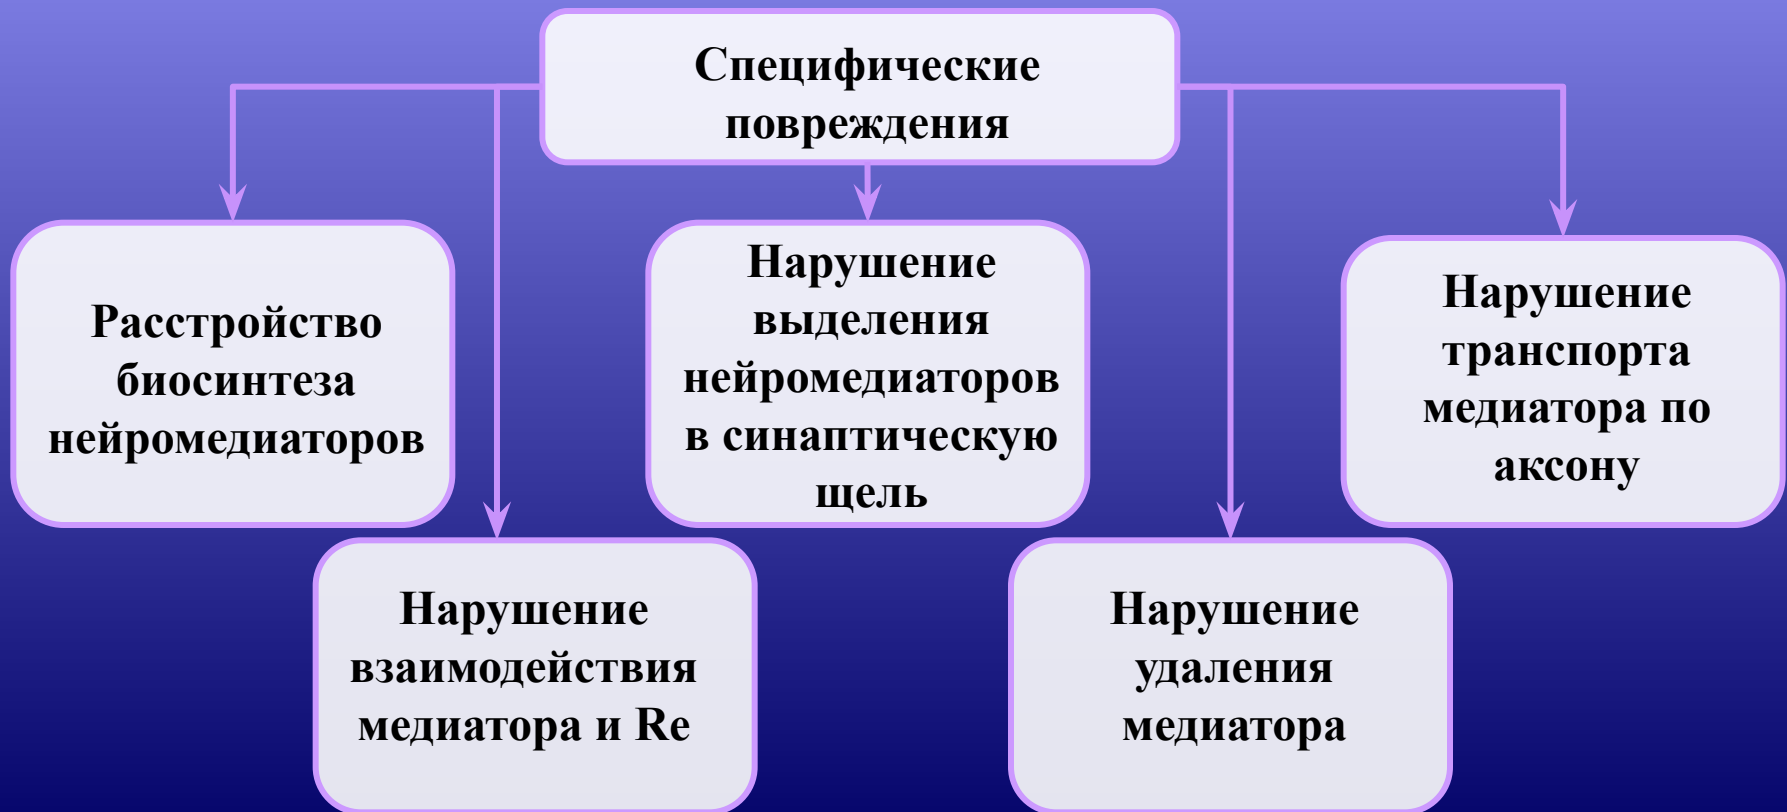 Специфические
повреждения
Расстройство
биосинтеза
нейромедиаторов
Нарушение
выделения
нейромедиаторов
в синаптическую
щель
Нарушение
транспорта
медиатора по
аксону
Нарушение
взаимодействия
медиатора и Re
Нарушение
удаления
медиатора